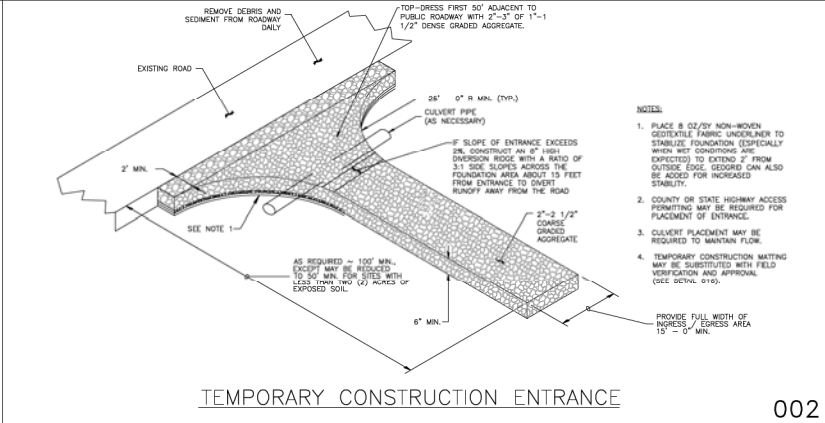 REMOVE DEBRIS AND
SEDIMENT FROM ROADWAY
DAILY
TOP-DRESS FIRST 50' ADJACENT TO
PUBLIC ROADWAY WITH 2"-3" OF 1"-1
1/2" DENSE GRADED AGGREGATE.
EXISTING ROAD
2' MIN.
SEE NOTE 1
25' 0" R MIN. (TYP.)
CULVERT PIPE
(AS NECESSARY)
IF SLOPE OF ENTRANCE EXCEEDS
2%, CONSTRUCT AN 8" HIGH
DIVERSION RIDGE WITH A RATIO OF
3:1 SIDE SLOPES ACROSS THE
FOUNDATION AREA ABOUT 15 FEET
FROM ENTRANCE TO DIVERT
RUNOFF AWAY FROM THE ROAD
2"-2 1/2"
COARSE
GRADED
AGGREGATE
AS REQUIRED ~ 100' MIN.,
EXCEPT MAY BE REDUCED
TO 50' MIN. FOR SITES WITH
LESS THAN TWO (2) ACRES OF
EXPOSED SOIL.
6" MIN.
PROVIDE FULL WIDTH OF
INGRESS / EGRESS AREA
15' - 0" MIN.
NOTES:
1. PLACE 8 OZ/SY NON-WOVEN
GEOTEXTILE FABRIC UNDERLINER TO
STABILIZE FOUNDATION (ESPECIALLY
WHEN WET CONDITIONS ARE
EXPECTED) TO EXTEND 2' FROM
OUTSIDE EDGE. GEOGRID CAN ALSO
BE ADDED FOR INCREASED
STABILITY.
2. COUNTY OR STATE HIGHWAY ACCESS
PERMITTING MAY BE REQUIRED FOR
PLACEMENT OF ENTRANCE.
3. CULVERT PLACEMENT MAY BE
REQUIRED TO MAINTAIN FLOW.
4. TEMPORARY CONSTRUCTION MATTING
MAY BE SUBSTITUTED WITH FIELD
VERIFICATION AND APPROVAL
(SEE DETAIL 016).
TEMPORARY CONSTRUCTION ENTRANCE
002